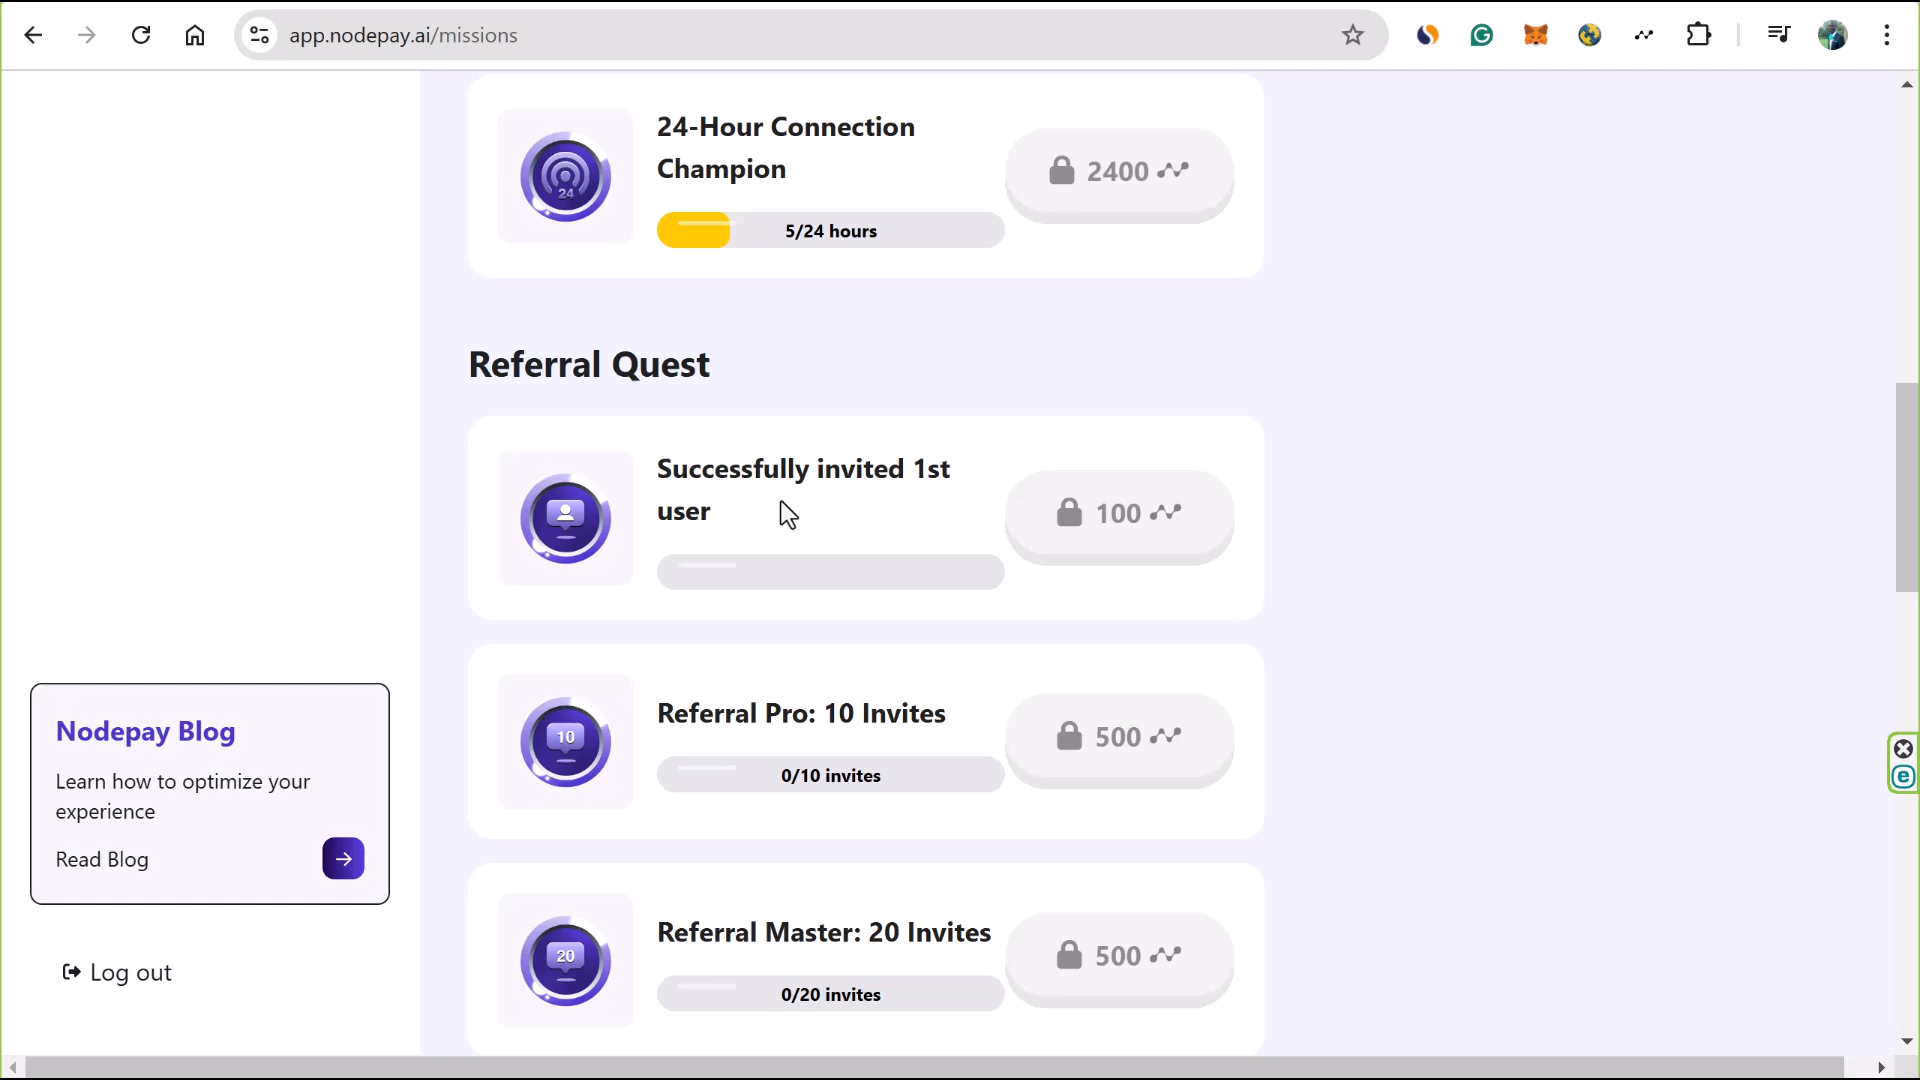 app.nodepay.ai/missions
24-Hour Connection
Champion
24
2400
5/24 hours
Referral Quest
Successfully invited 1st
user
100
Referral Pro: 10 Invites
10
500
0/10 invites
Nodepay Blog
Learn how to optimize your
experience
Read Blog
Referral Master: 20 Invites
20
500
0/20 invites
Log out